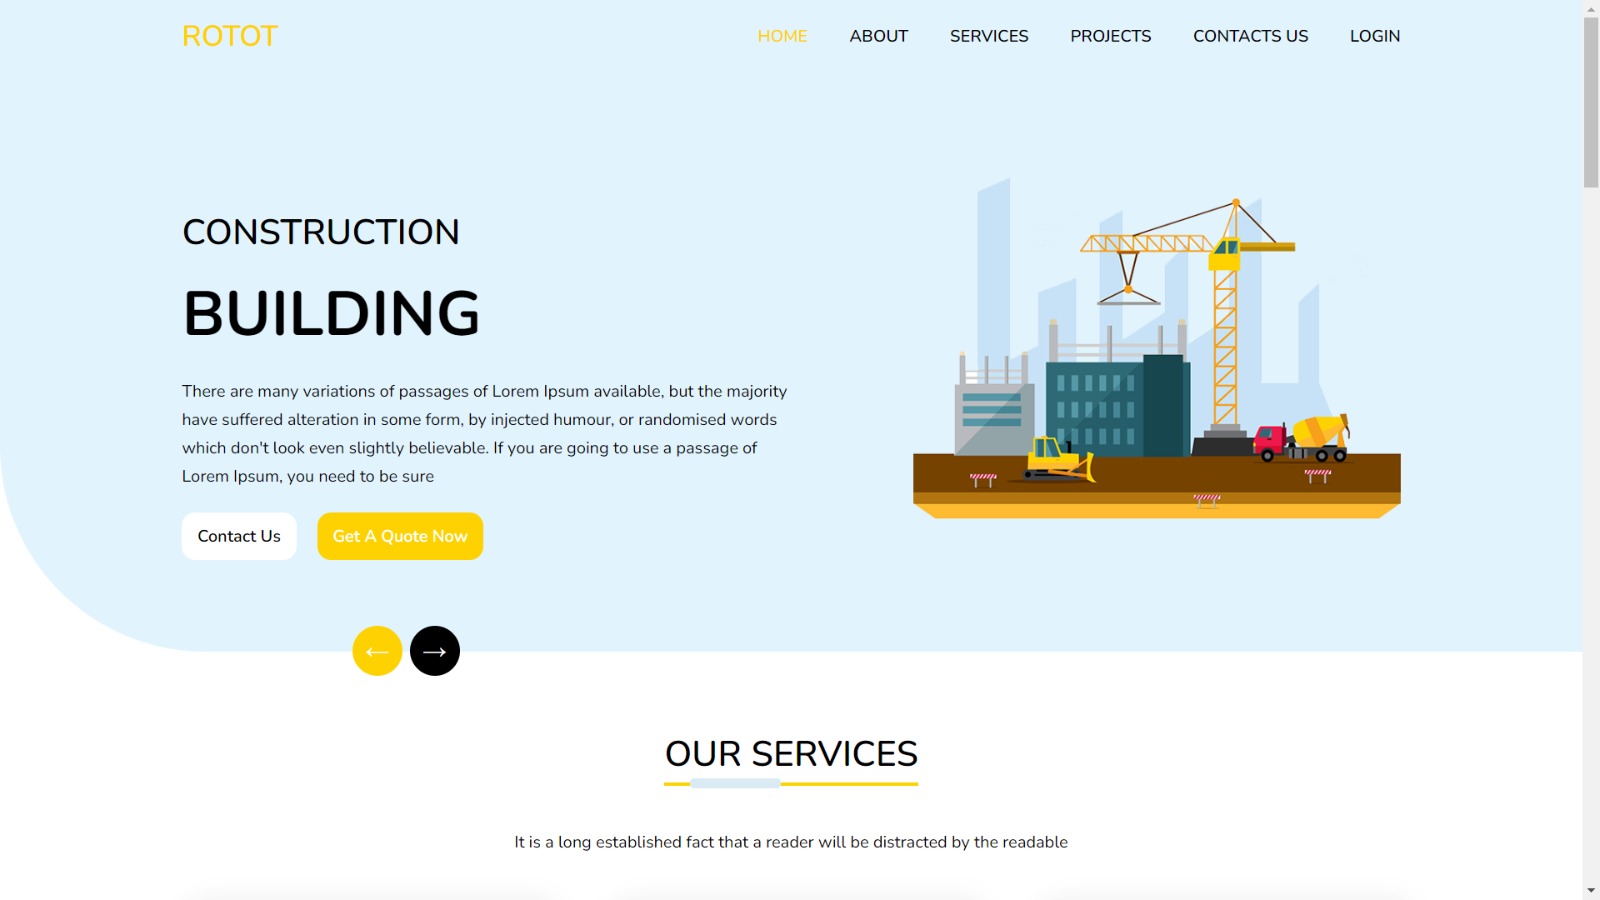 ROTOT
HOME ABOUT SERVICES PROJECTS CONTACTS US LOGIN
CONSTRUCTION
BUILDING
There are many variations of passages of Lorem Ipsum available, but the majority
have suffered alteration in some form, by injected humour, or randomised words
which don't look even slightly believable. If you are going to use a passage of
Lorem Ipsum, you need to be sure
Contact Us Get A Quote Now
← →
OUR SERVICES
It is a long established fact that a reader will be distracted by the readable